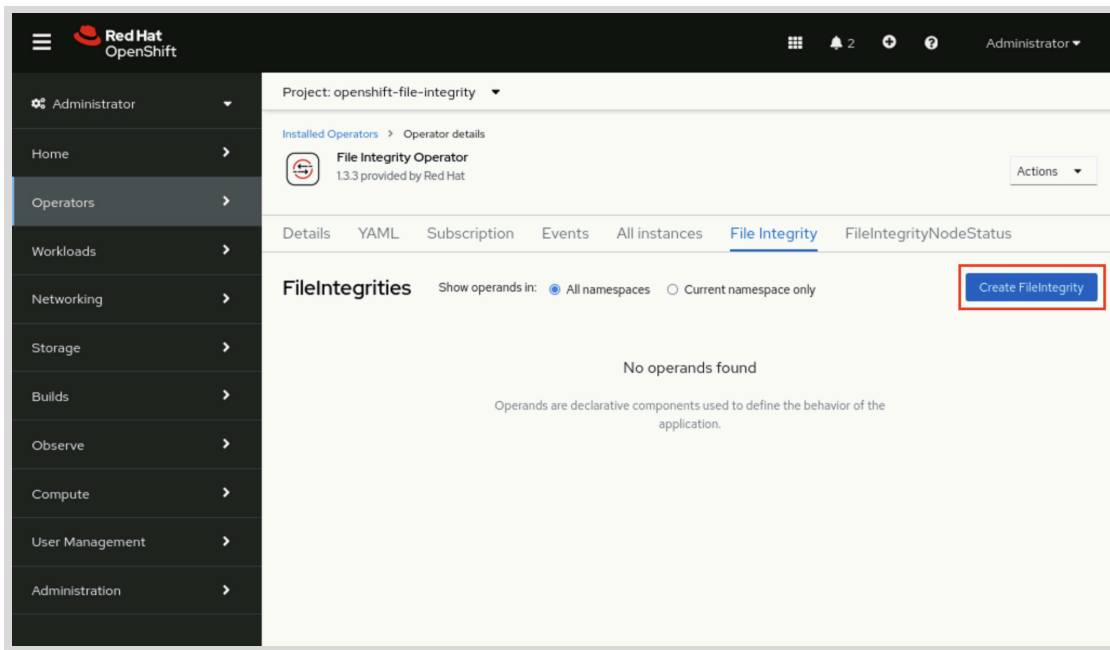 Red Hat
OpenShift
2
Administrator
Administrator
Home
Operators
Workloads
Networking
Storage
Builds
Observe
Compute
User Management
Administration
Project: openshift-file-integrity
Installed Operators > Operator details
File Integrity Operator
1.3.3 provided by Red Hat
Actions
Details YAML Subscription Events All instances File Integrity FileIntegrityNodeStatus
FileIntegrities Show operands in: All namespaces Current namespace only Create FileIntegrity
No operands found
Operands are declarative components used to define the behavior of the
application.